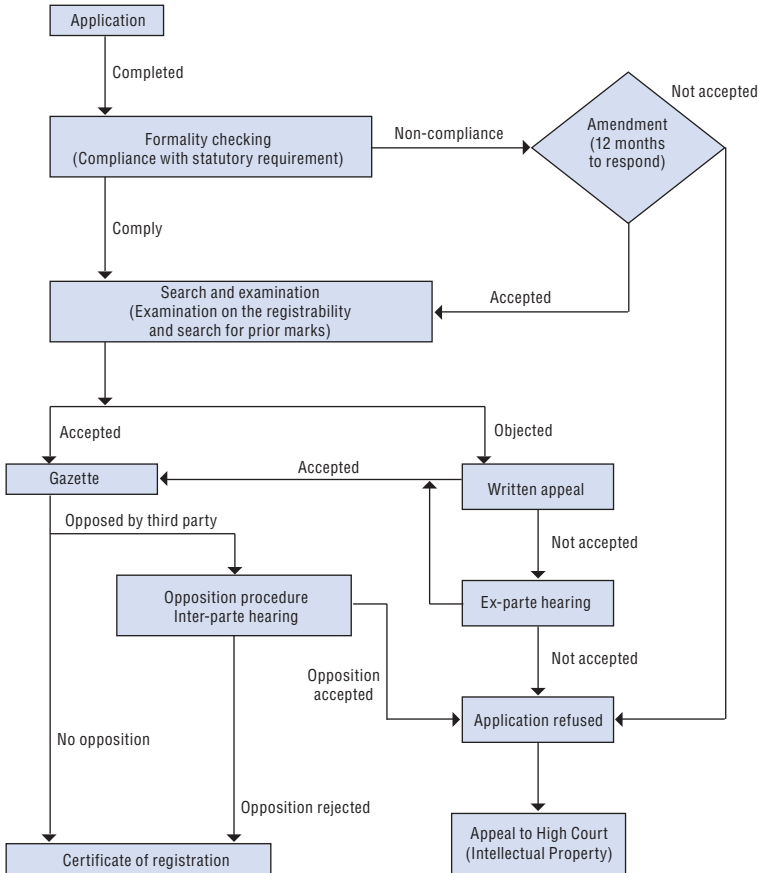 Application
Completed
Not accepted
Amendment
(12 months
to respond)
Formality checking
(Compliance with statutory requirement)
Non-compliance
Comply
Search and examination
(Examination on the registrability
and search for prior marks)
Accepted
Accepted
Objected
Gazette
Accepted
Written appeal
Opposed by third party
Not accepted
Opposition procedure
Inter-parte hearing
Ex-parte hearing
Not accepted
Opposition
accepted
Application refused
No opposition
Opposition rejected
Certificate of registration
Appeal to High Court
(Intellectual Property)